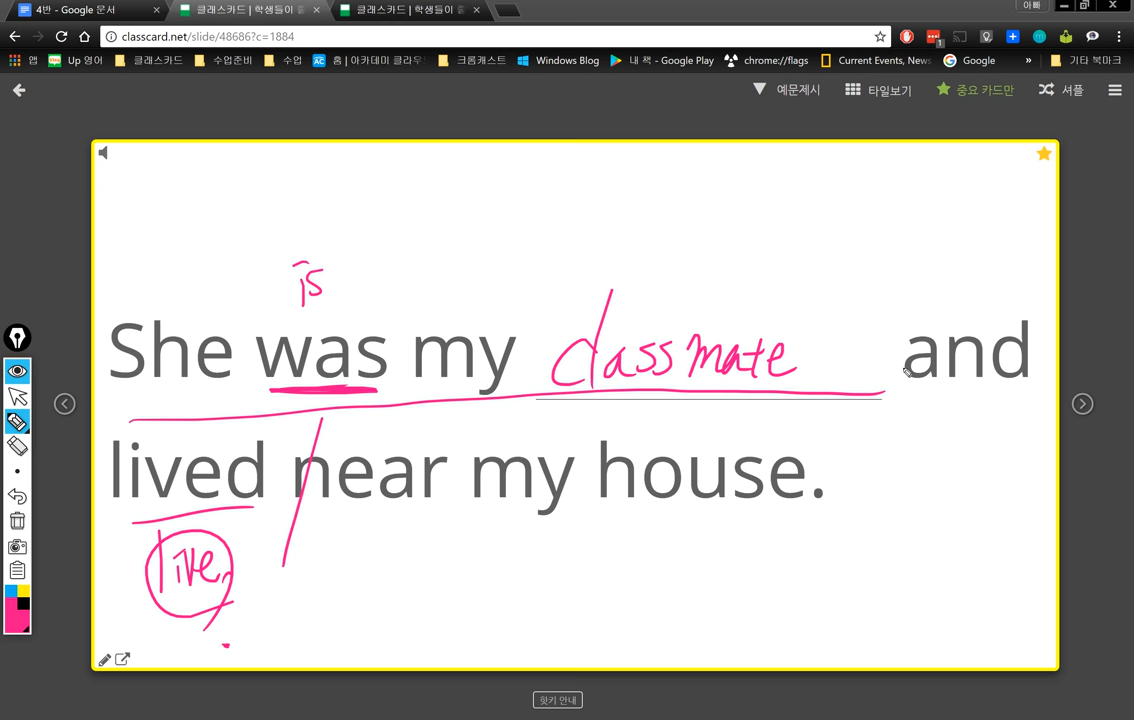 4반 - Google 문서
클래스카드 | 학생들이
클래스카드 | 학생들이
아빠
classcard.net/slide/48686?c=1884
앱 Up 영어 클래스카드 수업준비 수업 홈 | 아카데미 클라우 크롬캐스트 Windows Blog 내 책 - Google Play chrome://flags Current Events, News Google » 기타 북마크
예문제시 타일보기 중요 카드만 셔플
is
She was my classmate and
lived near my house.
live
핫키 안내